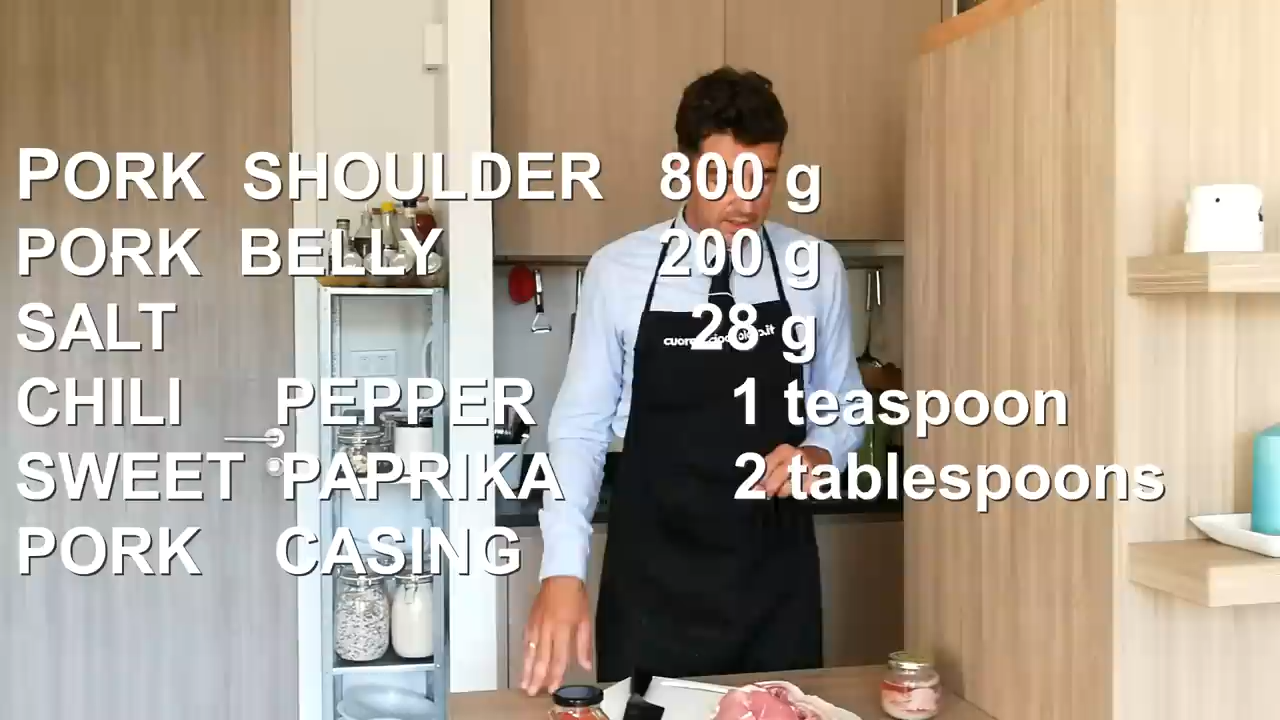 PORK SHOULDER 800 g
PORK BELLY 200 g
SALT 28 g
CHILI PEPPER 1 teaspoon
SWEET PAPRIKA 2 tablespoons
PORK CASING